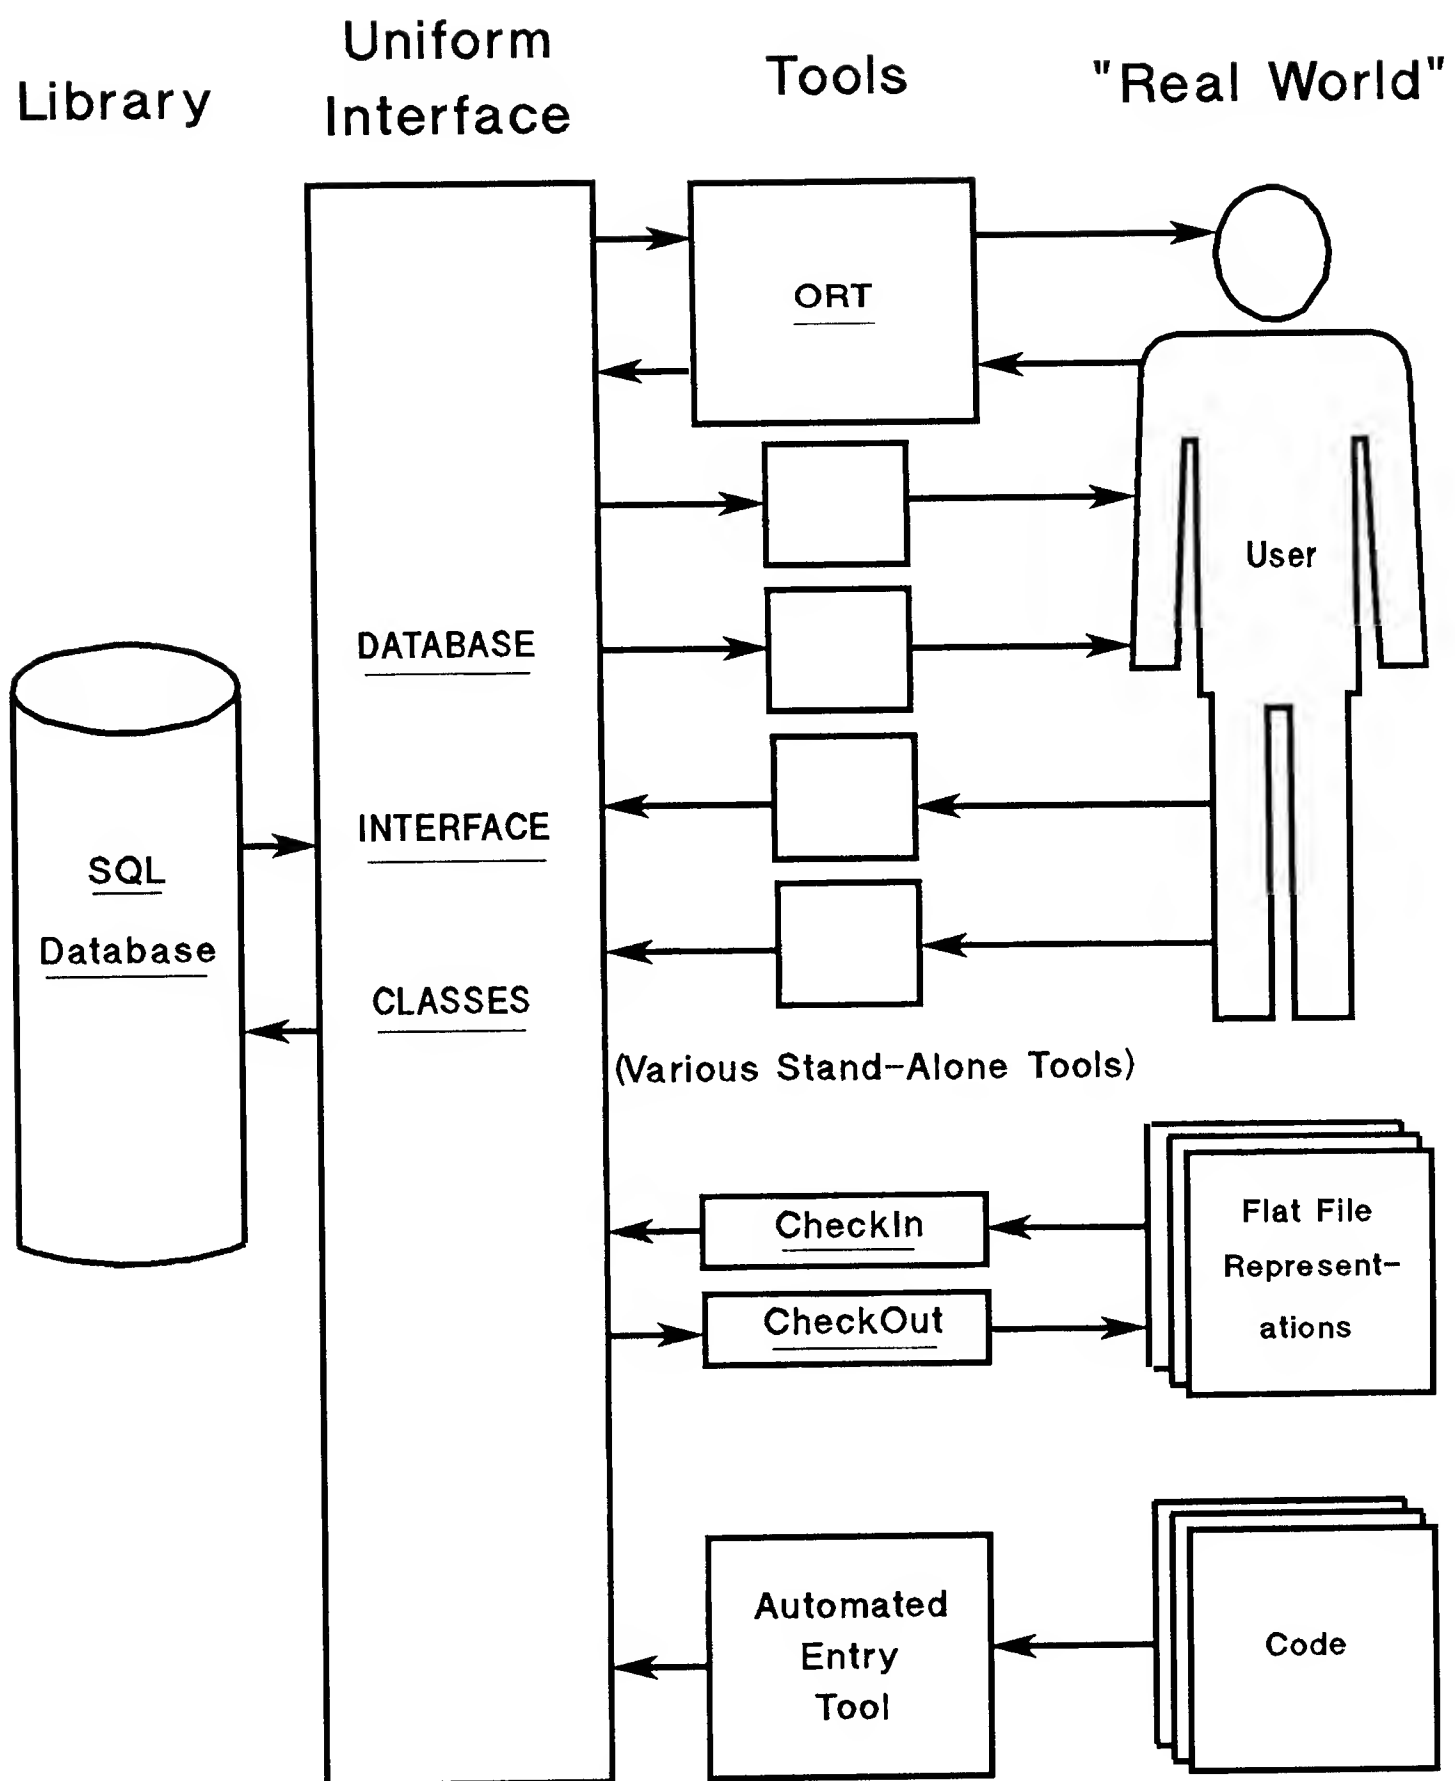 Library
Uniform
Interface
Tools
"Real World"
ORT
User
DATABASE
INTERFACE
CLASSES
SQL
Database
(Various Stand-Alone Tools)
CheckIn
CheckOut
Flat File
Represent-
ations
Automated
Entry
Tool
Code